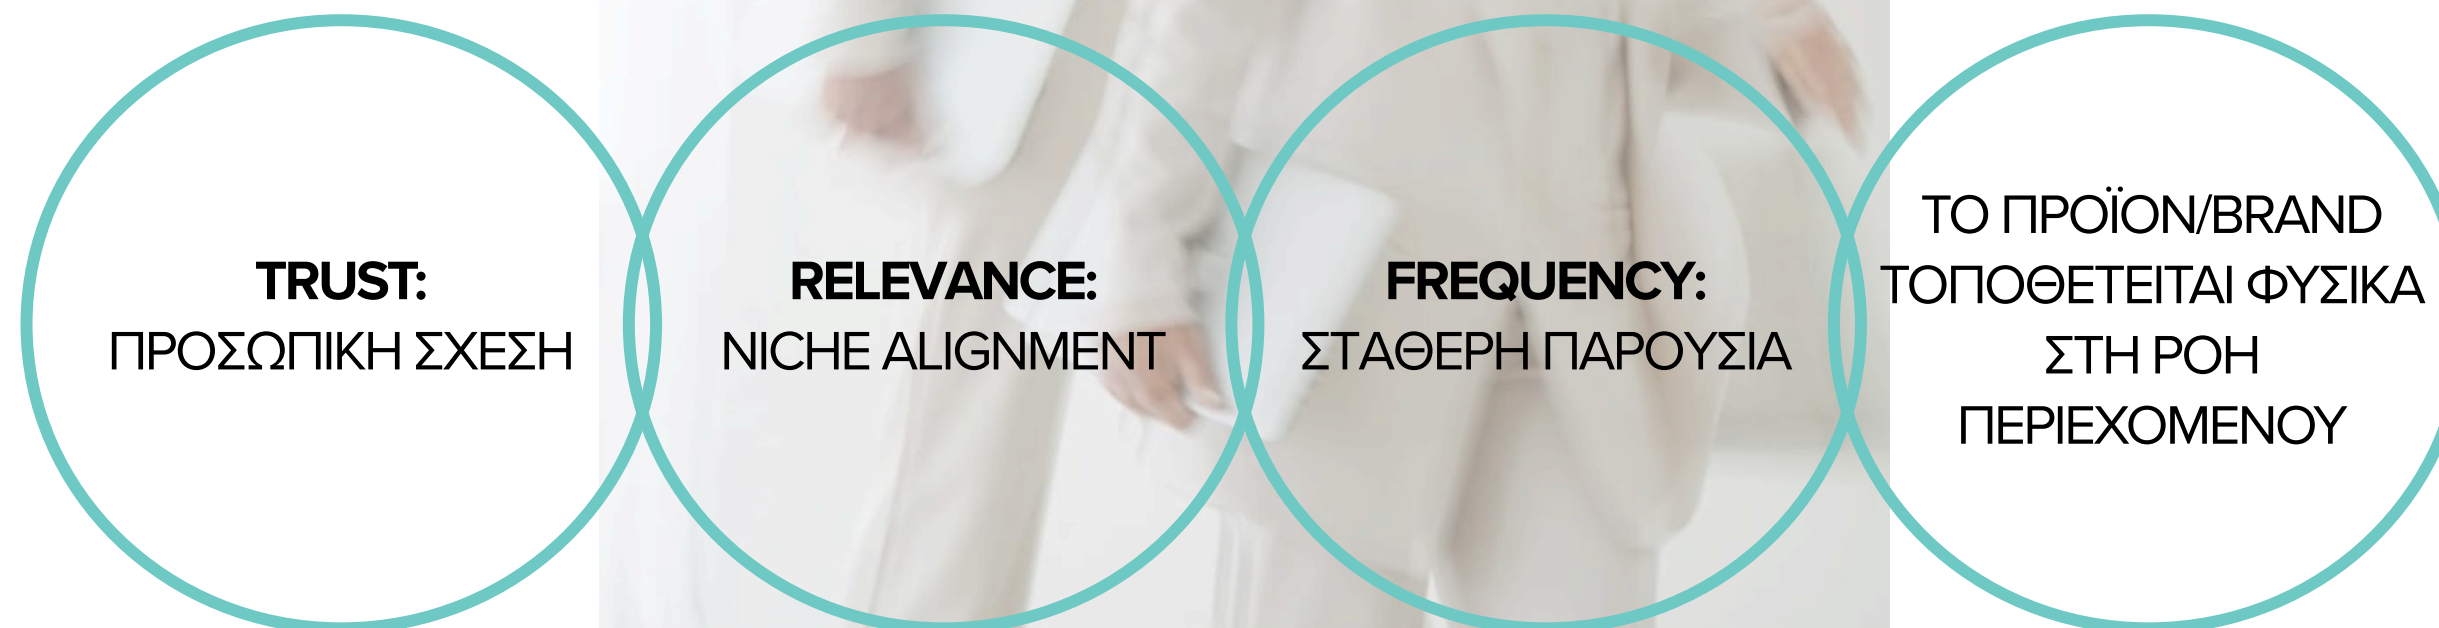 TRUST:
ΠΡΟΣΩΠΙΚΗ ΣΧΕΣΗ
RELEVANCE:
NICHE ALIGNMENT
FREQUENCY:
ΣΤΑΘΕΡΗ ΠΑΡΟΥΣΙΑ
ΤΟ ΠΡΟΪΟΝ/BRAND
ΤΟΠΟΘΕΤΕΙΤΑΙ ΦΥΣΙΚΑ
ΣΤΗ ΡΟΗ
ΠΕΡΙΕΧΟΜΕΝΟΥ